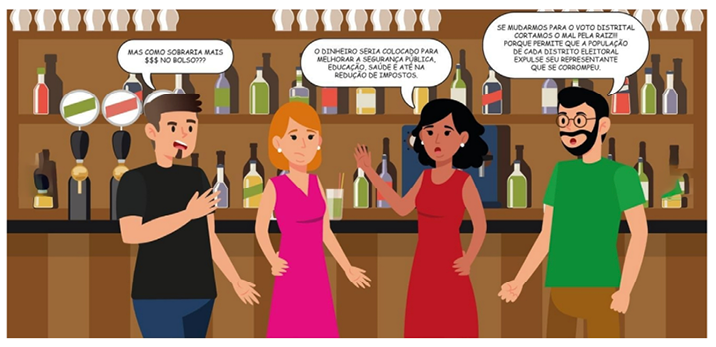 MAS COMO SOBRARIA MAIS
$$$ NO BOLSO???
O DINHEIRO SERIA COLOCADO PARA
MELHORAR A SEGURANÇA PÚBLICA,
EDUCAÇÃO, SAÚDE E ATÉ NA
REDUÇÃO DE IMPOSTOS.
SE MUDARMOS PARA O VOTO DISTRITAL
CORTAMOS O MAL PELA RAIZ!!!
PORQUE PERMITE QUE A POPULAÇÃO
DE CADA DISTRITO ELEITORAL
EXPULSE SEU REPRESENTANTE
QUE SE CORROMPEU.